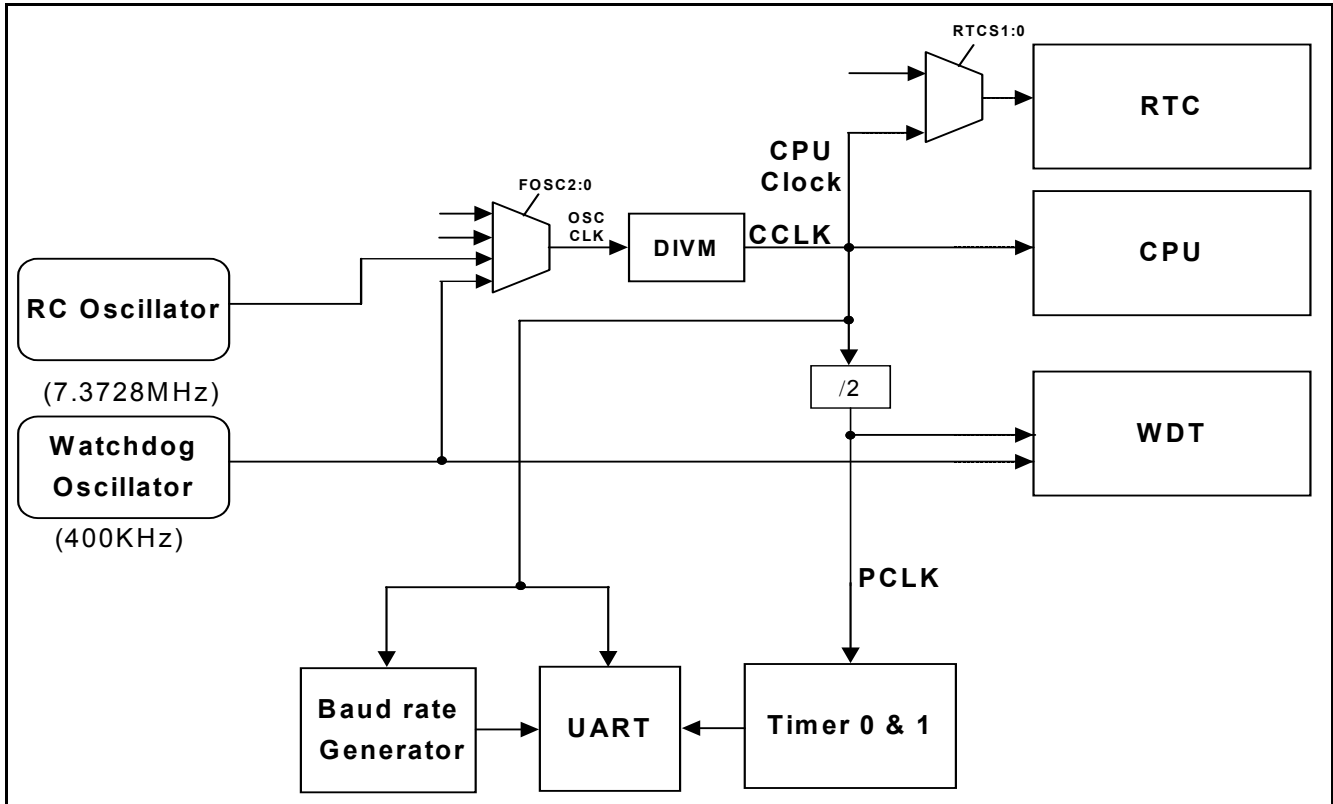 RTCS1:0
RTC
CPU
Clock
FOSC2:0
OSC
CLK
DIVM
CCLK
CPU
RC Oscillator
(7.3728MHz)
/2
Watchdog
Oscillator
(400KHz)
WDT
PCLK
Baud rate
Generator
UART
Timer 0 & 1